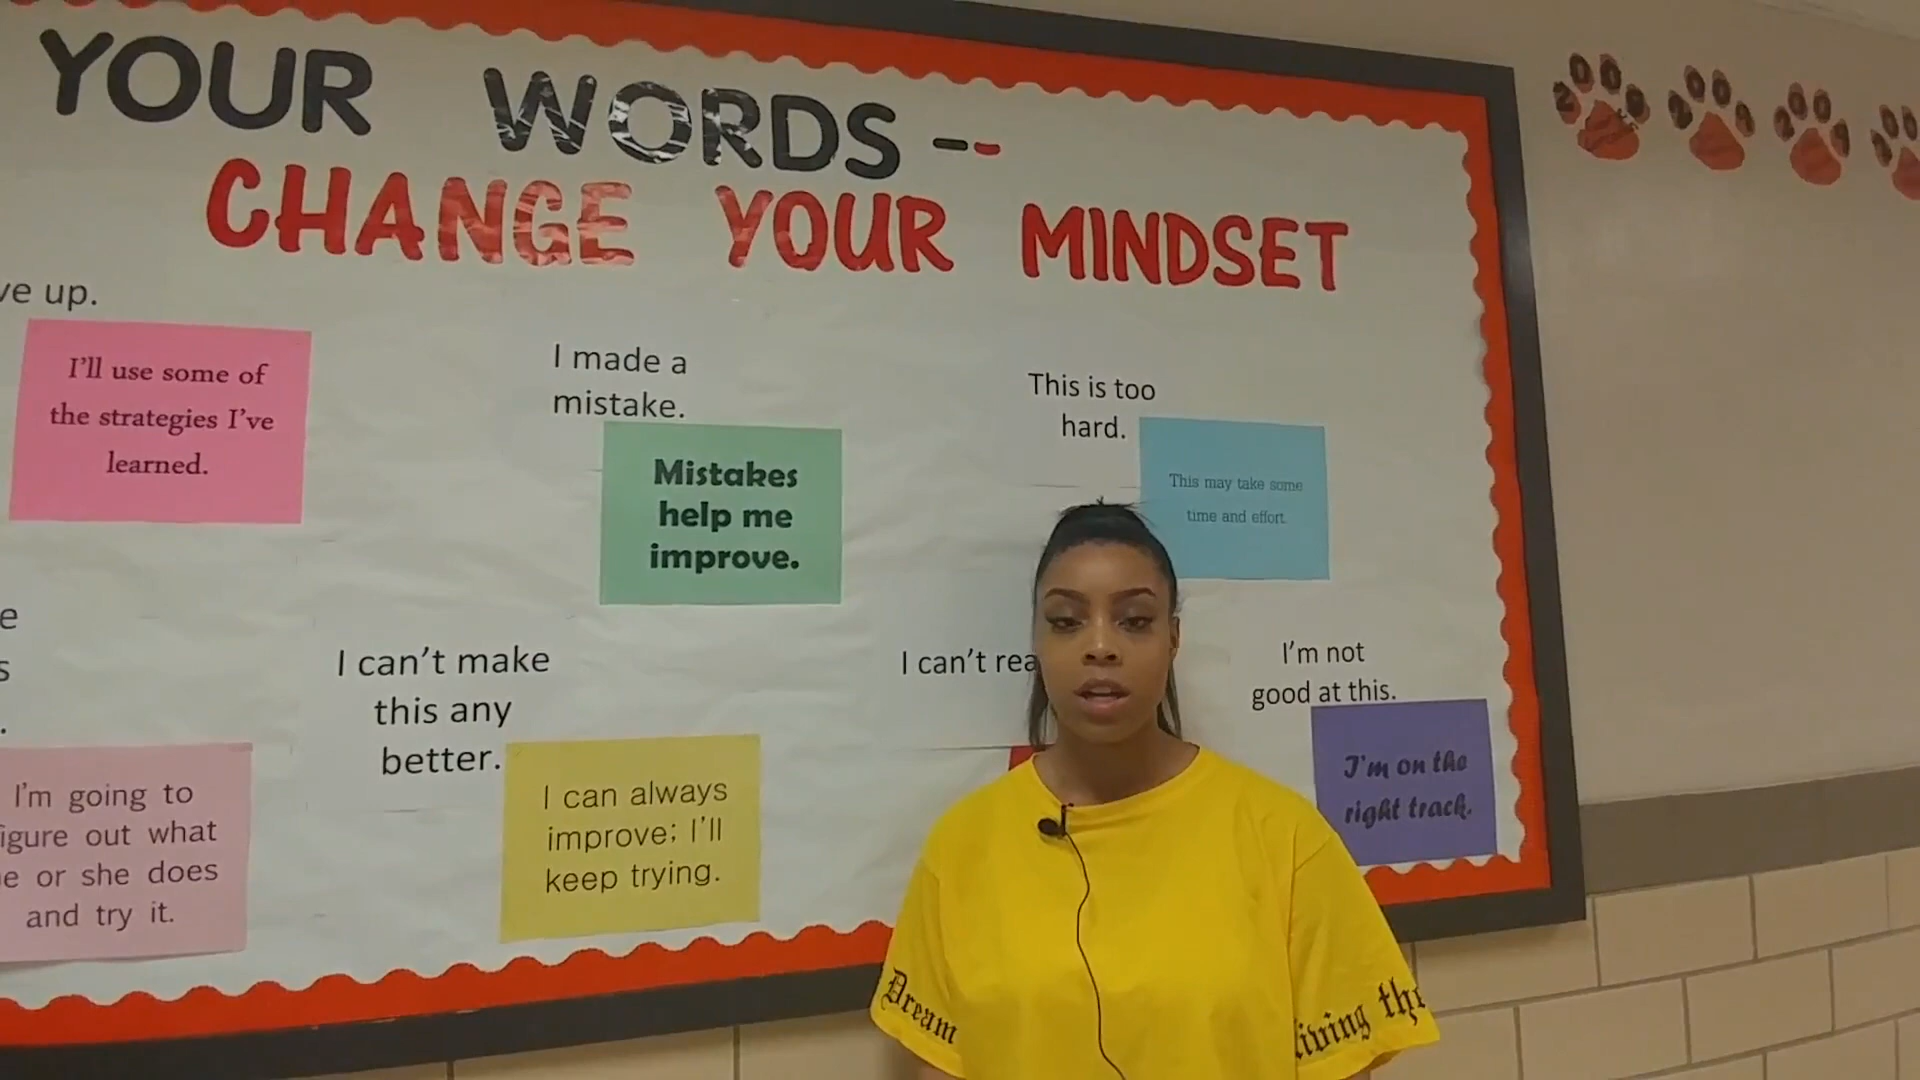 YOUR WORDS --
CHANGE YOUR MINDSET
ve up.
I'll use some of
the strategies I've
learned.
I made a
mistake.
Mistakes
help me
improve.
This is too
hard.
This may take some
time and effort.
e
s
.
I'm going to
igure out what
e or she does
and try it.
I can't make
this any
better.
I can always
improve; I'll
keep trying.
I can't rea
I'm not
good at this.
I'm on the
right track.
Dream
living the